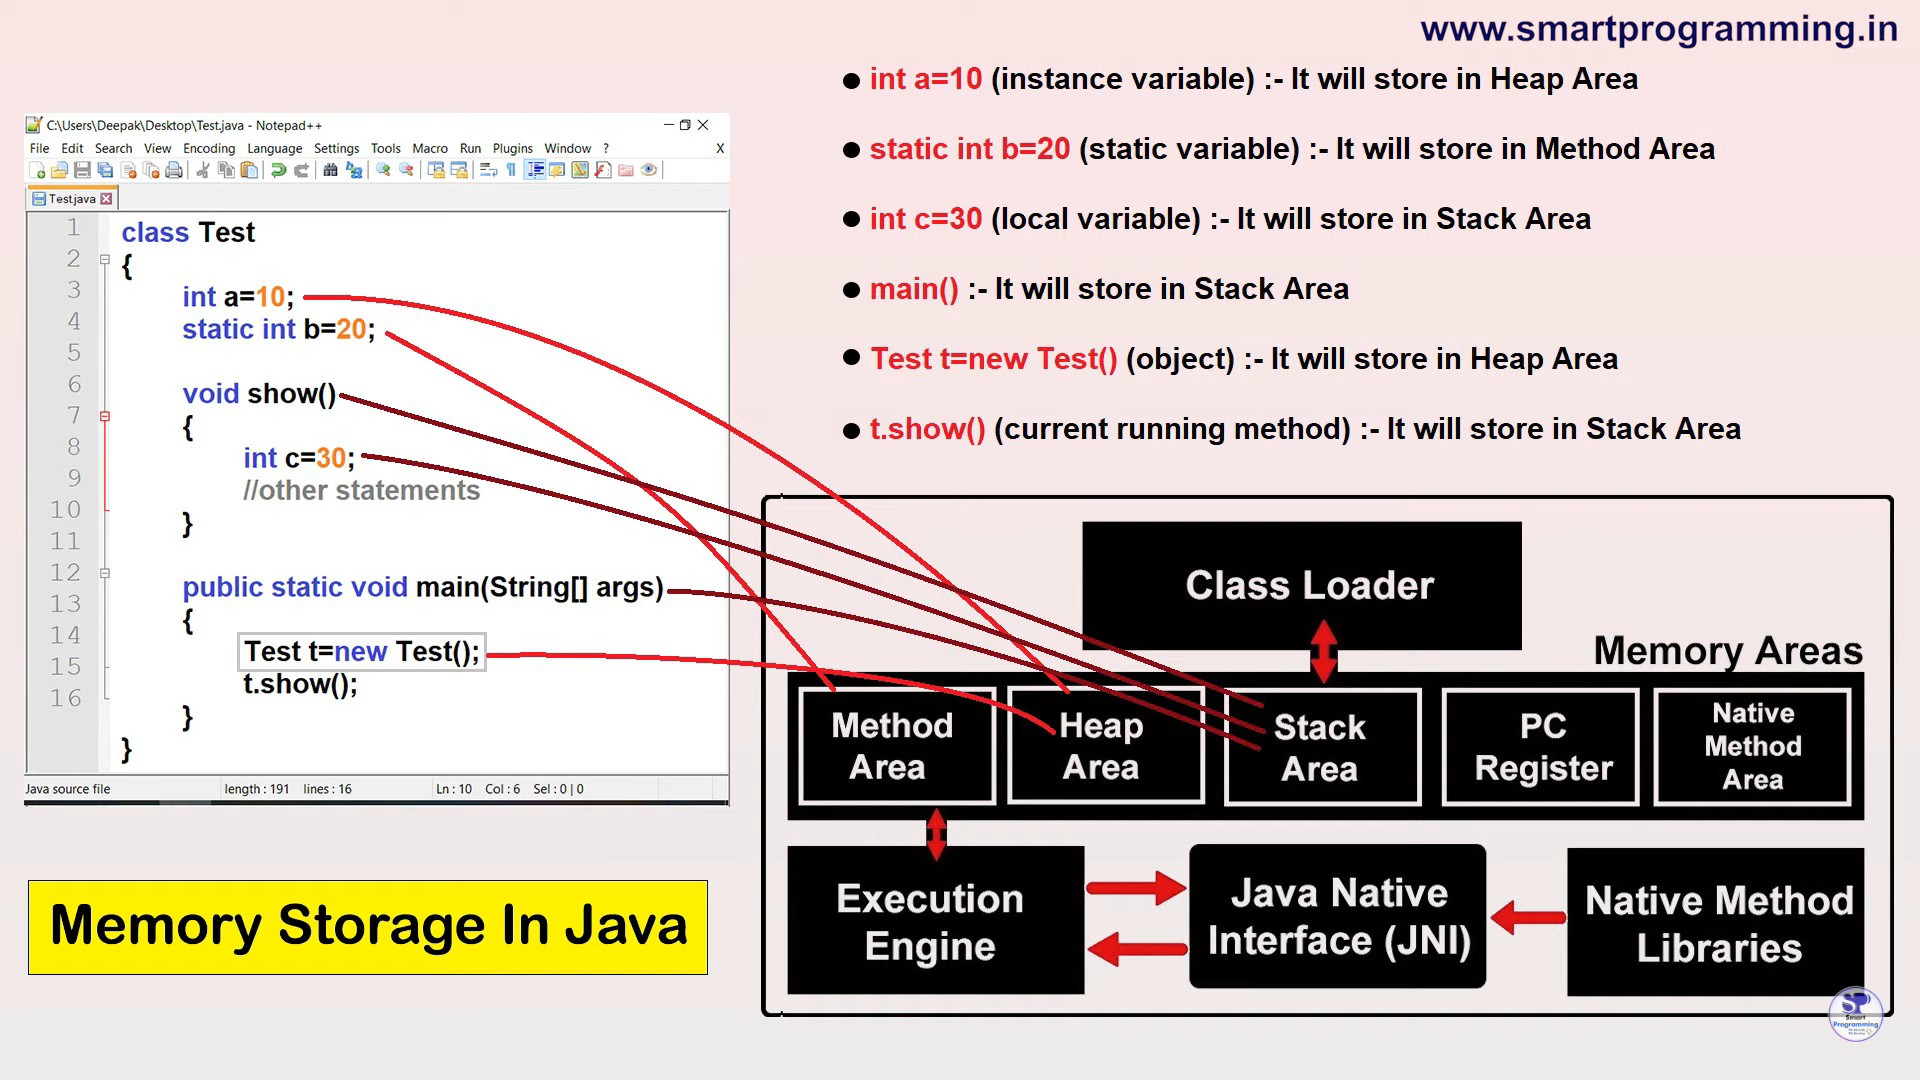 www.smartprogramming.in
● int a=10 (instance variable) :- It will store in Heap Area
● static int b=20 (static variable) :- It will store in Method Area
● int c=30 (local variable) :- It will store in Stack Area
● main() :- It will store in Stack Area
● Test t=new Test() (object) :- It will store in Heap Area
● t.show() (current running method) :- It will store in Stack Area
C:\Users\Deepak\Desktop\Test.java - Notepad++
File Edit Search View Encoding Language Settings Tools Macro Run Plugins Window ? X
Test.java
1 class Test
2 {
3 int a=10;
4 static int b=20;
5
6 void show()
7 {
8 int c=30;
9 //other statements
10 }
11
12 public static void main(String[] args)
13 {
14 Test t=new Test();
15 t.show();
16 }
}
Java source file length : 191 lines : 16 Ln : 10 Col : 6 Sel : 0 | 0
Memory Storage In Java
Class Loader
Memory Areas
Method
Area
Heap
Area
Stack
Area
PC
Register
Native
Method
Area
Execution
Engine
Java Native
Interface (JNI)
Native Method
Libraries
SP
Smart
Programming